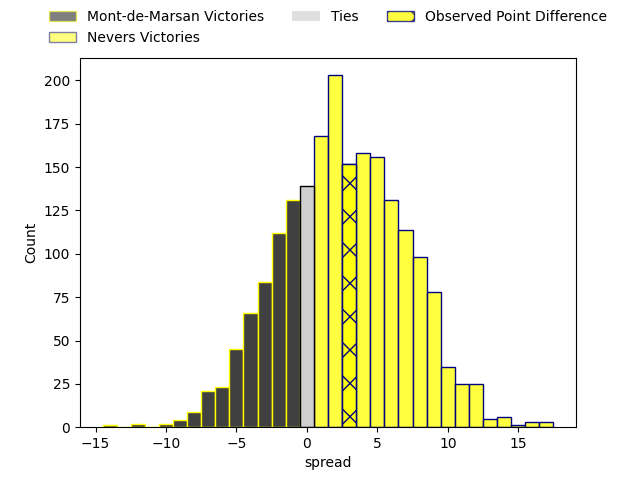 Mont-de-Marsan Victories
Ties
Observed Point Difference
Nevers Victories
200
175
150
125
100
75
50
25
0
Count
−15
−10
−5
0
5
10
15
spread